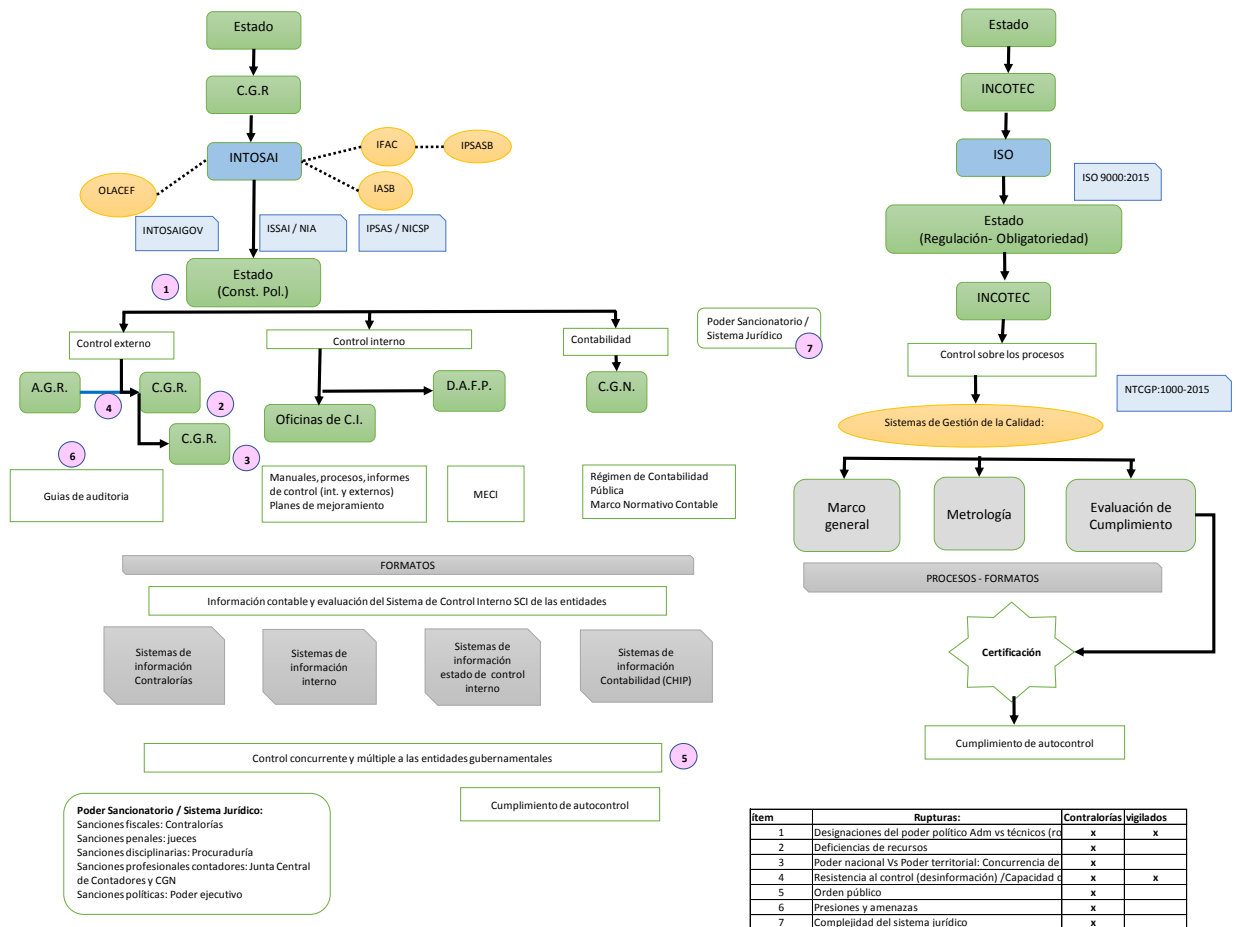 Estado
C.G.R
INTOSAI
IFAC
IPSASB
OLACEF
IASB
INTOSAIGOV
ISSAI / NIA
IPSAS / NICSP
1
Estado
(Const. Pol.)
Control externo
Control interno
Contabilidad
Poder Sancionatorio /
Sistema Jurídico
7
A.G.R.
4
C.G.R.
2
C.G.R.
3
Oficinas de C.I.
D.A.F.P.
C.G.N.
6
Guias de auditoria
Manuales, procesos, informes
de control (int. y externos)
Planes de mejoramiento
MECI
Régimen de Contabilidad
Pública
Marco Normativo Contable
FORMATOS
Información contable y evaluación del Sistema de Control Interno SCI de las entidades
Sistemas de
información
Contralorías
Sistemas de
información
interno
Sistemas de
información
estado de control
interno
Sistemas de
información
Contabilidad (CHIP)
Control concurrente y múltiple a las entidades gubernamentales
5
Cumplimiento de autocontrol
Poder Sancionatorio / Sistema Jurídico:
Sanciones fiscales: Contralorías
Sanciones penales: jueces
Sanciones disciplinarias: Procuraduría
Sanciones profesionales contadores: Junta Central
de Contadores y CGN
Sanciones políticas: Poder ejecutivo
Estado
INCOTEC
ISO
ISO 9000:2015
Estado
(Regulación- Obligatoriedad)
INCOTEC
Control sobre los procesos
NTCGP:1000-2015
Sistemas de Gestión de la Calidad:
Marco
general
Metrología
Evaluación de
Cumplimiento
PROCESOS - FORMATOS
Certificación
Cumplimiento de autocontrol
ítem Rupturas: Contralorías vigilados
1 Designaciones del poder político Adm vs técnicos (ro x x
2 Deficiencias de recursos x
3 Poder nacional Vs Poder territorial: Concurrencia de x
4 Resistencia al control (desinformación) /Capacidad x x
5 Orden público x
6 Presiones y amenazas x
7 Complejidad del sistema jurídico x